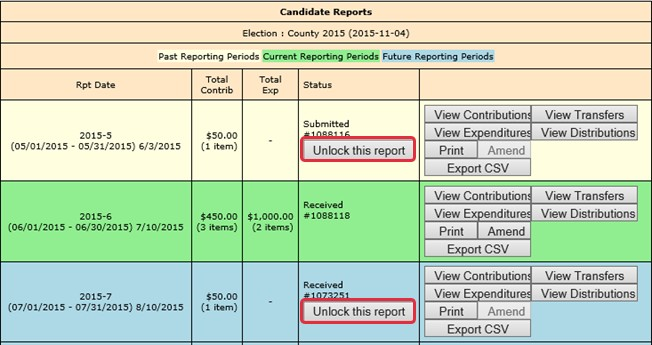 Candidate Reports
Election : County 2015 (2015-11-04)
Past Reporting Periods Current Reporting Periods Future Reporting Periods
Rpt Date Total Contrib Total Exp Status
2015-5
(05/01/2015 - 05/31/2015) 6/3/2015
$50.00
(1 item)
-
Submitted
#1088116
Unlock this report
View Contributions View Transfers
View Expenditures View Distributions
Print Amend
Export CSV
2015-6
(06/01/2015 - 06/30/2015) 7/10/2015
$450.00
(3 items)
$1,000.00
(2 items)
Received
#1088118
View Contributions View Transfers
View Expenditures View Distributions
Print Amend
Export CSV
2015-7
(07/01/2015 - 07/31/2015) 8/10/2015
$50.00
(1 item)
-
Received
#1073251
Unlock this report
View Contributions View Transfers
View Expenditures View Distributions
Print Amend
Export CSV